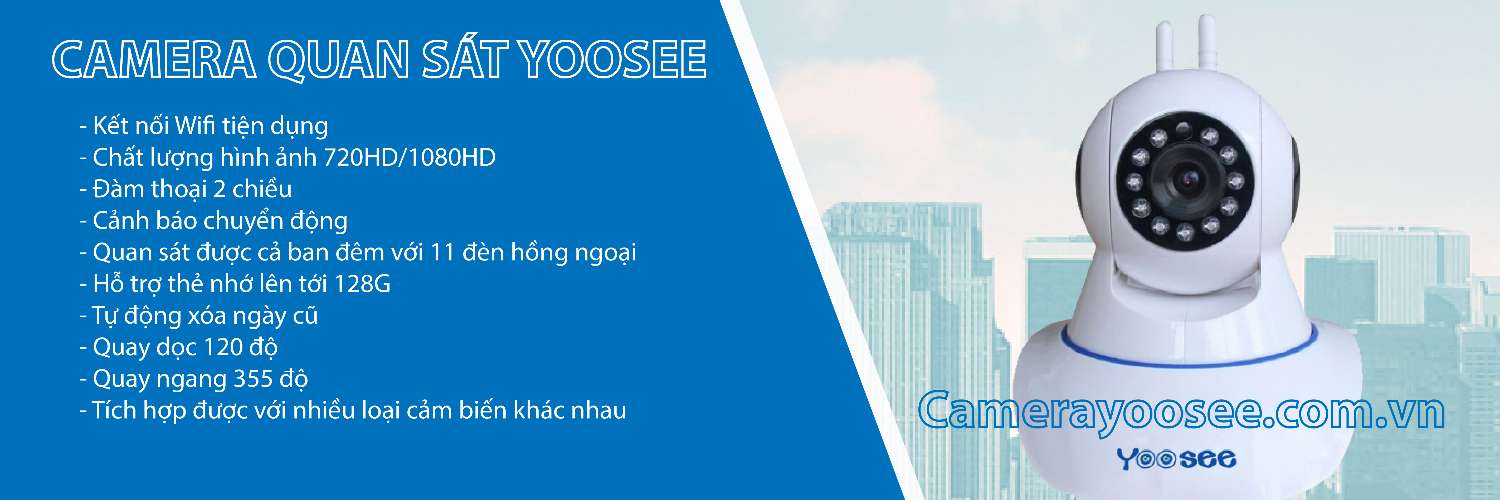 CAMERA QUAN SÁT YOOSEE
- Kết nối Wifi tiện dụng
- Chất lượng hình ảnh 720HD/1080HD
- Đàm thoại 2 chiều
- Cảnh báo chuyển động
- Quan sát được cả ban đêm với 11 đèn hồng ngoại
- Hỗ trợ thẻ nhớ lên tới 128G
- Tự động xóa ngày cũ
- Quay dọc 120 độ
- Quay ngang 355 độ
- Tích hợp được với nhiều loại cảm biến khác nhau
Camerayoosee.com.vn
Yoosee